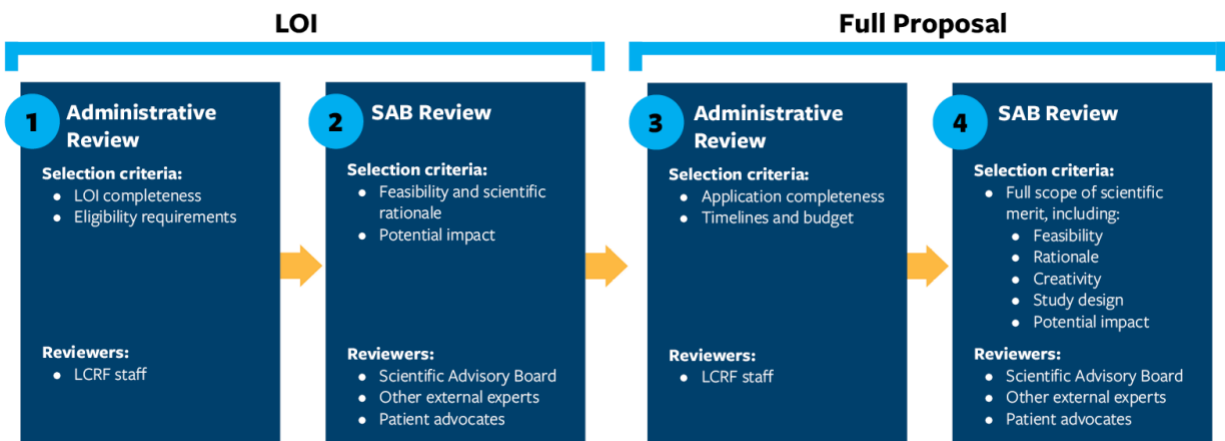 LOI
Full Proposal
1
Administrative
Review
Selection criteria:
● LOI completeness
● Eligibility requirements
Reviewers:
● LCRF staff
2
SAB Review
Selection criteria:
● Feasibility and scientific
rationale
● Potential impact
Reviewers:
● Scientific Advisory Board
● Other external experts
● Patient advocates
3
Administrative
Review
Selection criteria:
● Application completeness
● Timelines and budget
Reviewers:
● LCRF staff
4
SAB Review
Selection criteria:
● Full scope of scientific
merit, including:
● Feasibility
● Rationale
● Creativity
● Study design
● Potential impact
Reviewers:
● Scientific Advisory Board
● Other external experts
● Patient advocates